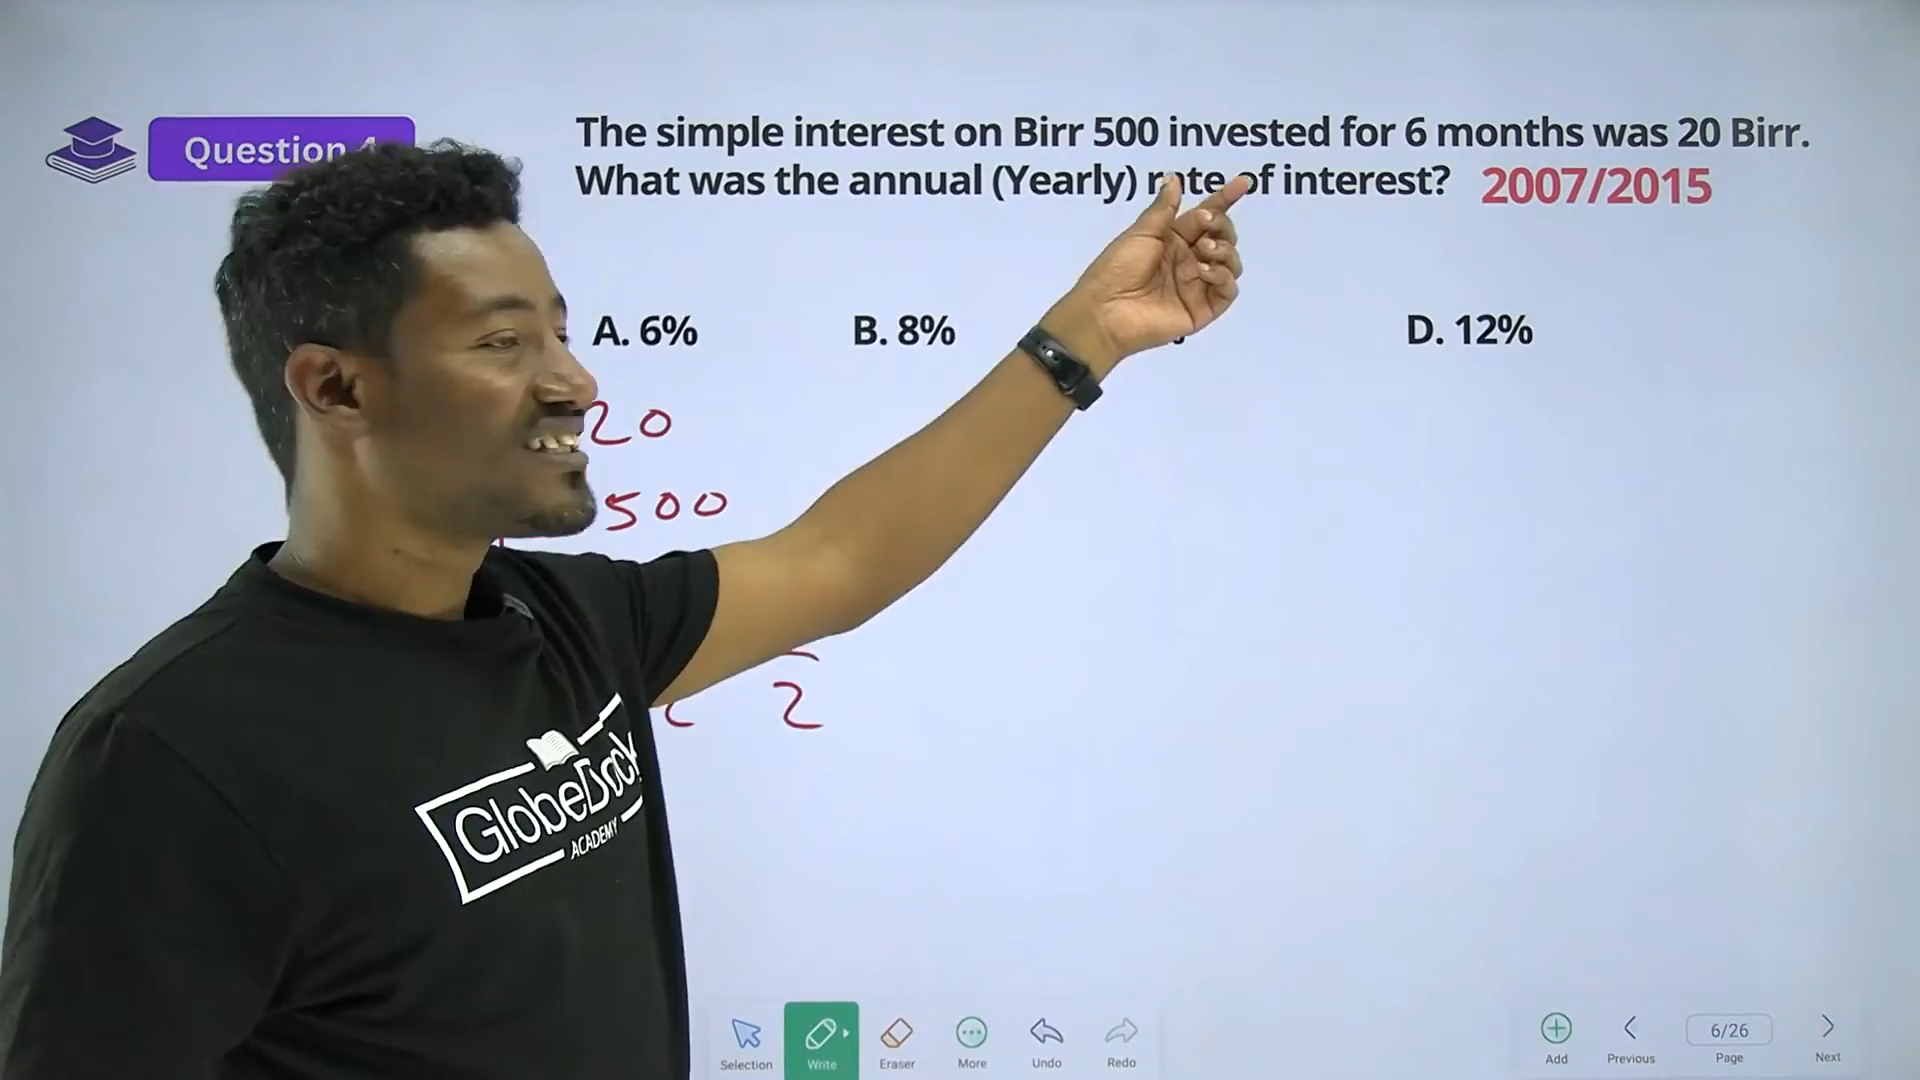 Question
The simple interest on Birr 500 invested for 6 months was 20 Birr.
What was the annual (Yearly) rate of interest? 2007/2015
A. 6% B. 8% D. 12%
20
500
2
GlobeDock
ACADEMY
Selection Write Eraser More Undo Redo
Add Previous 6/26 Page Next